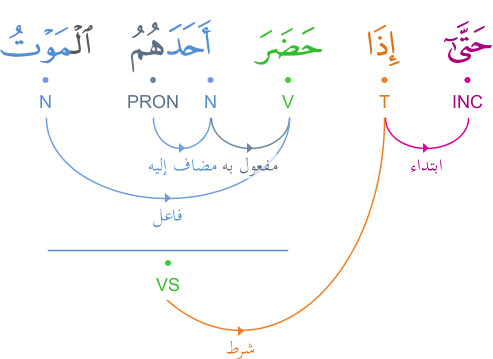 حَتَّىٰٓ إِذَا حَضَرَ أَحَدَهُمُ ٱلْمَوْتُ
INC T V N PRON N
ابتداء مفعول به مضاف إليه
فاعل
VS
شرط